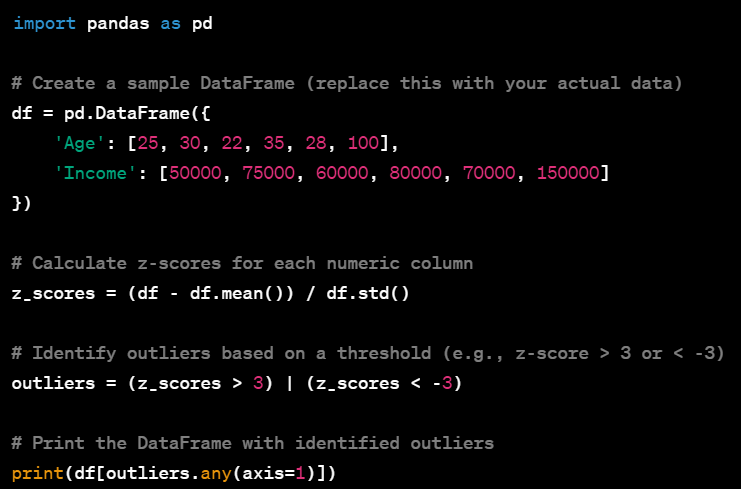 import pandas as pd
# Create a sample DataFrame (replace this with your actual data)
df = pd.DataFrame({
    'Age': [25, 30, 22, 35, 28, 100],
    'Income': [50000, 75000, 60000, 80000, 70000, 150000]
})
# Calculate z-scores for each numeric column
z_scores = (df - df.mean()) / df.std()
# Identify outliers based on a threshold (e.g., z-score > 3 or < -3)
outliers = (z_scores > 3) | (z_scores < -3)
# Print the DataFrame with identified outliers
print(df[outliers.any(axis=1)])